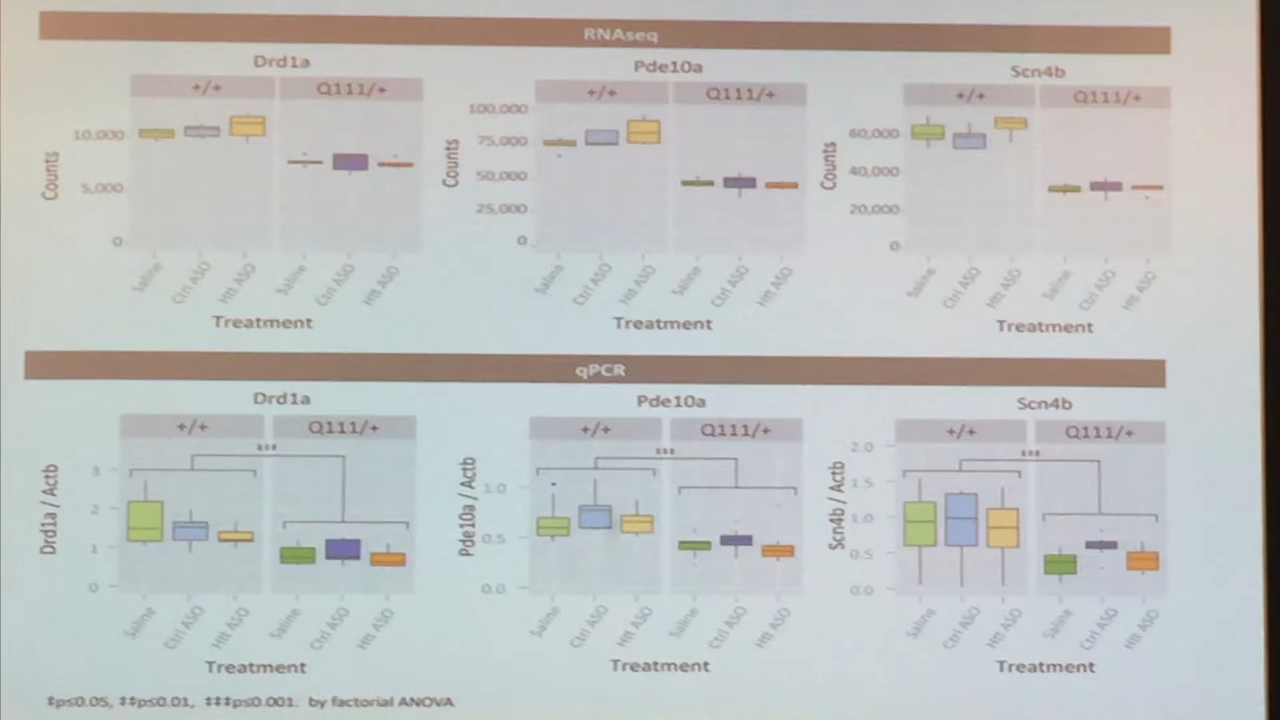 RNAseq
Drd1a
Pde10a
Scn4b
+/+ Q111/+
+/+ Q111/+
+/+ Q111/+
Counts
10,000
5,000
0
Counts
100,000
75,000
50,000
25,000
0
Counts
60,000
40,000
20,000
0
Saline Ctrl ASO Htt ASO Saline Ctrl ASO Htt ASO
Saline Ctrl ASO Htt ASO Saline Ctrl ASO Htt ASO
Saline Ctrl ASO Htt ASO Saline Ctrl ASO Htt ASO
Treatment
Treatment
Treatment
qPCR
Drd1a
Pde10a
Scn4b
+/+ Q111/+
+/+ Q111/+
+/+ Q111/+
Drd1a / Actb
3
2
1
0
‡‡‡
Pde10a / Actb
1.0
0.5
0.0
‡‡‡
Scn4b / Actb
2.0
1.5
1.0
0.5
0.0
‡‡‡
Saline Ctrl ASO Htt ASO Saline Ctrl ASO Htt ASO
Saline Ctrl ASO Htt ASO Saline Ctrl ASO Htt ASO
Saline Ctrl ASO Htt ASO Saline Ctrl ASO Htt ASO
Treatment
Treatment
Treatment
‡p≤0.05, ‡‡p≤0.01, ‡‡‡p≤0.001: by factorial ANOVA